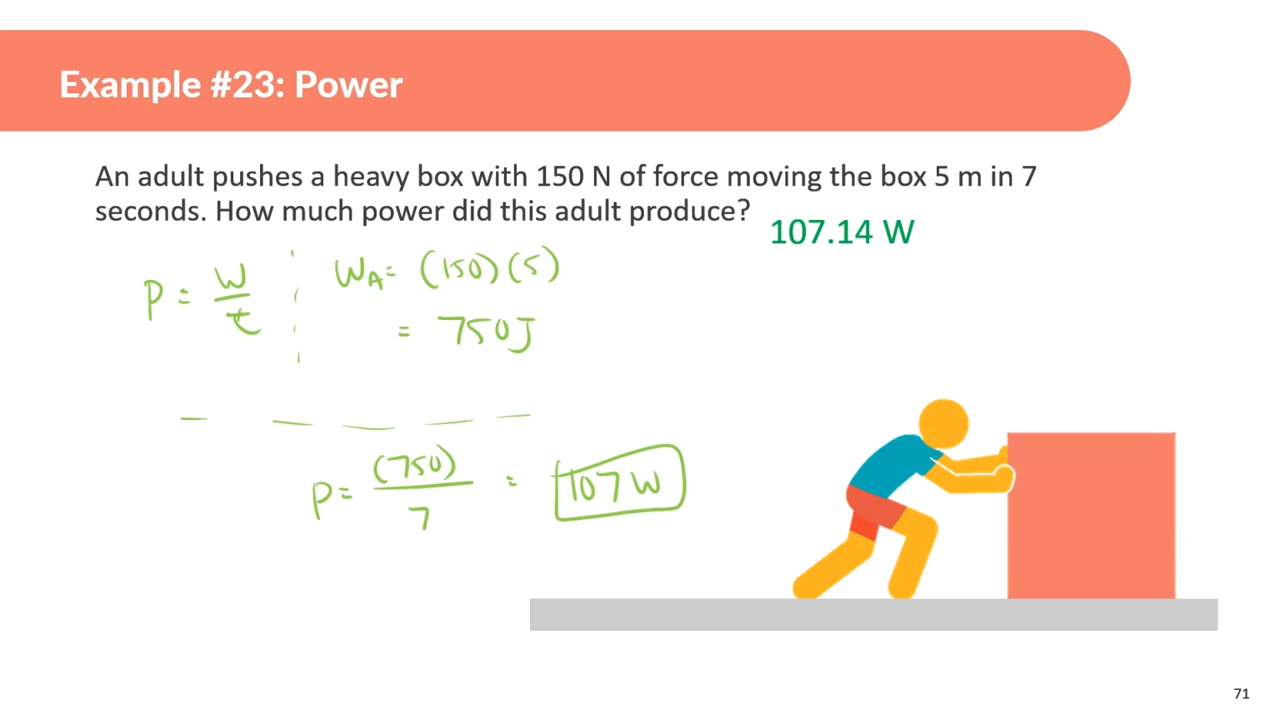 Example #23: Power
An adult pushes a heavy box with 150 N of force moving the box 5 m in 7
seconds. How much power did this adult produce?
107.14 W
P = W/t
WA = (150)(5)
= 750J
P = (750)/7 = 107 W
71